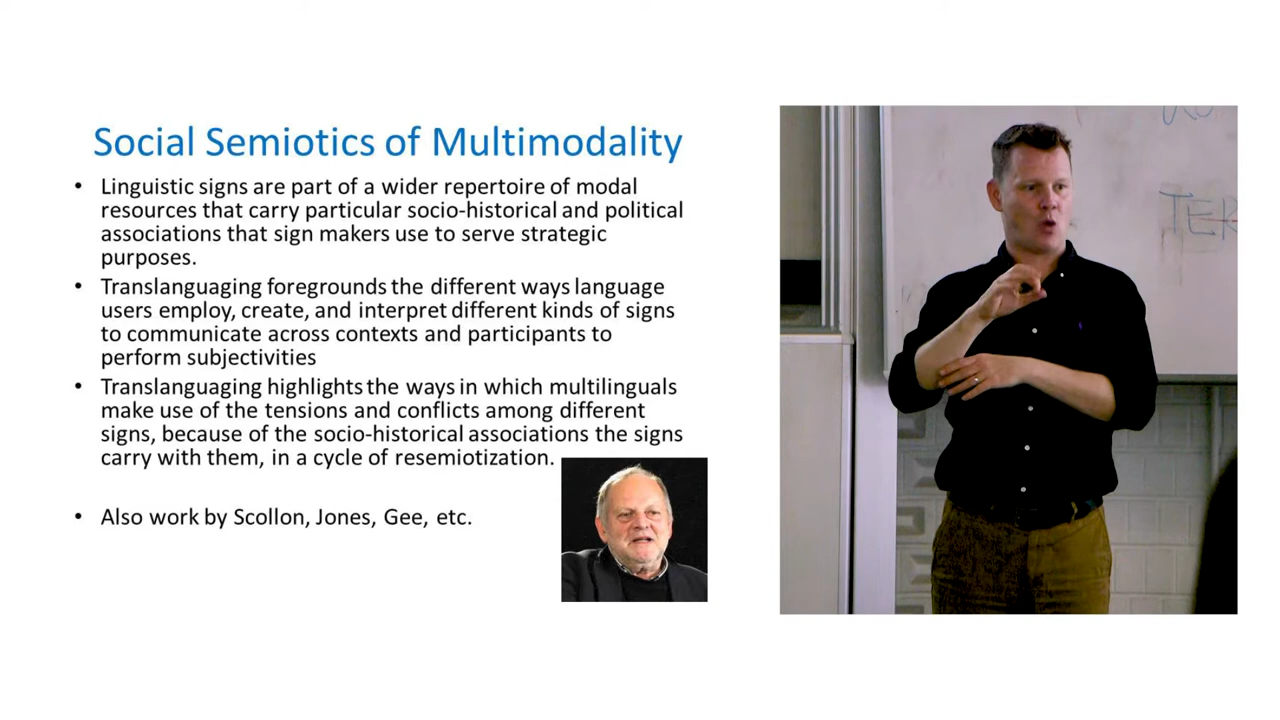 Social Semiotics of Multimodality
• Linguistic signs are part of a wider repertoire of modal
resources that carry particular socio-historical and political
associations that sign makers use to serve strategic
purposes.
• Translanguaging foregrounds the different ways language
users employ, create, and interpret different kinds of signs
to communicate across contexts and participants to
perform subjectivities
• Translanguaging highlights the ways in which multilinguals
make use of the tensions and conflicts among different
signs, because of the socio-historical associations the signs
carry with them, in a cycle of resemiotization.
• Also work by Scollon, Jones, Gee, etc.
TER